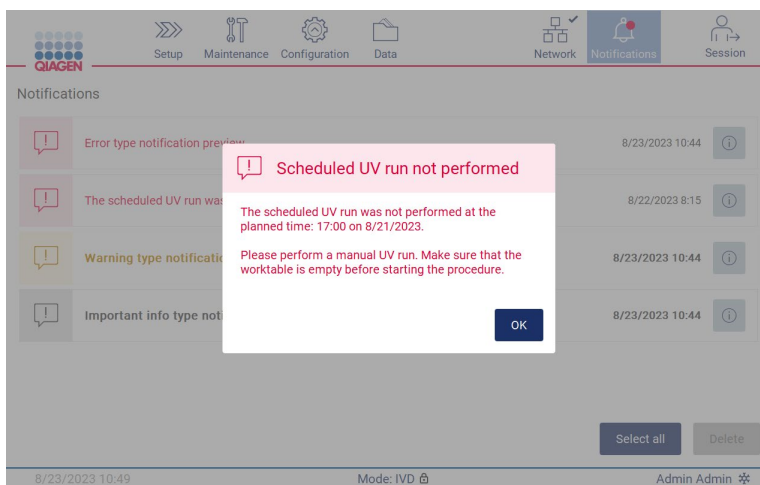 QIAGEN
Setup
Maintenance
Configuration
Data
Network
Notifications
Session
Notifications
Error type notification preview
8/23/2023 10:44
The scheduled UV run was
8/22/2023 8:15
Warning type notificatio
8/23/2023 10:44
Important info type noti
8/23/2023 10:44
Scheduled UV run not performed
The scheduled UV run was not performed at the
planned time: 17:00 on 8/21/2023.
Please perform a manual UV run. Make sure that the
worktable is empty before starting the procedure.
OK
Select all
Delete
8/23/2023 10:49
Mode: IVD
Admin Admin